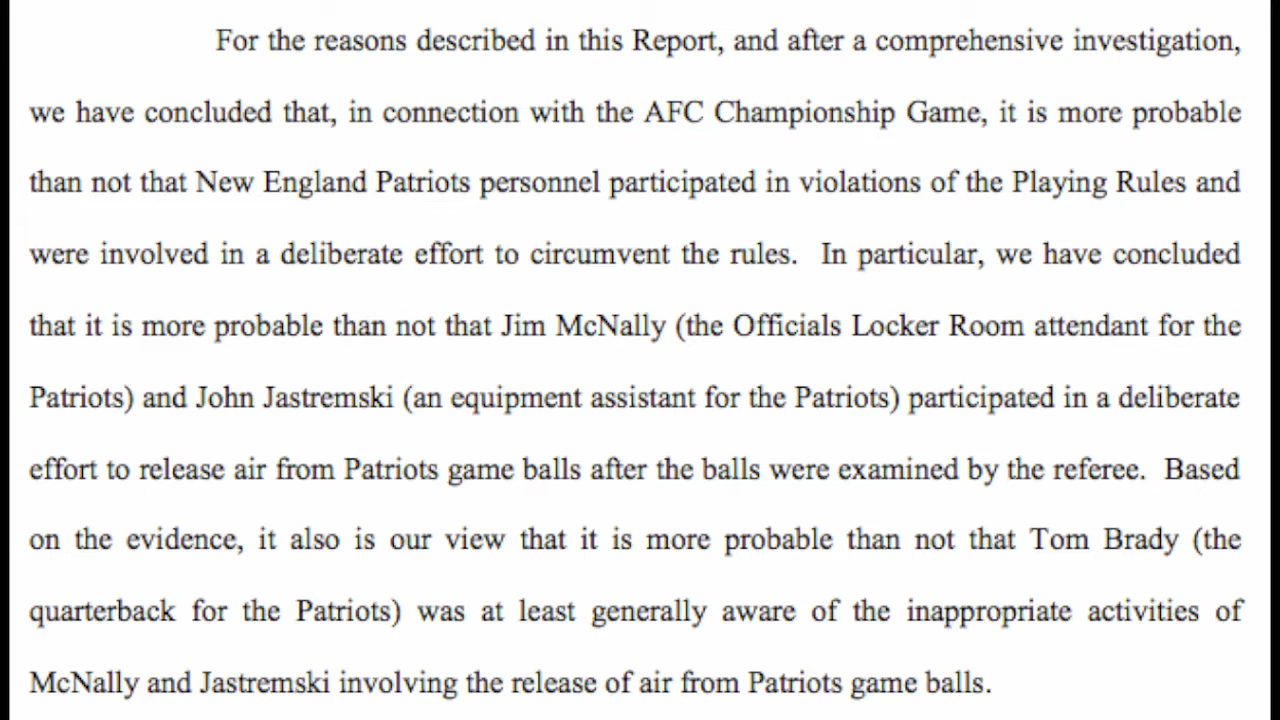 For the reasons described in this Report, and after a comprehensive investigation,
we have concluded that, in connection with the AFC Championship Game, it is more probable
than not that New England Patriots personnel participated in violations of the Playing Rules and
were involved in a deliberate effort to circumvent the rules. In particular, we have concluded
that it is more probable than not that Jim McNally (the Officials Locker Room attendant for the
Patriots) and John Jastremski (an equipment assistant for the Patriots) participated in a deliberate
effort to release air from Patriots game balls after the balls were examined by the referee. Based
on the evidence, it also is our view that it is more probable than not that Tom Brady (the
quarterback for the Patriots) was at least generally aware of the inappropriate activities of
McNally and Jastremski involving the release of air from Patriots game balls.